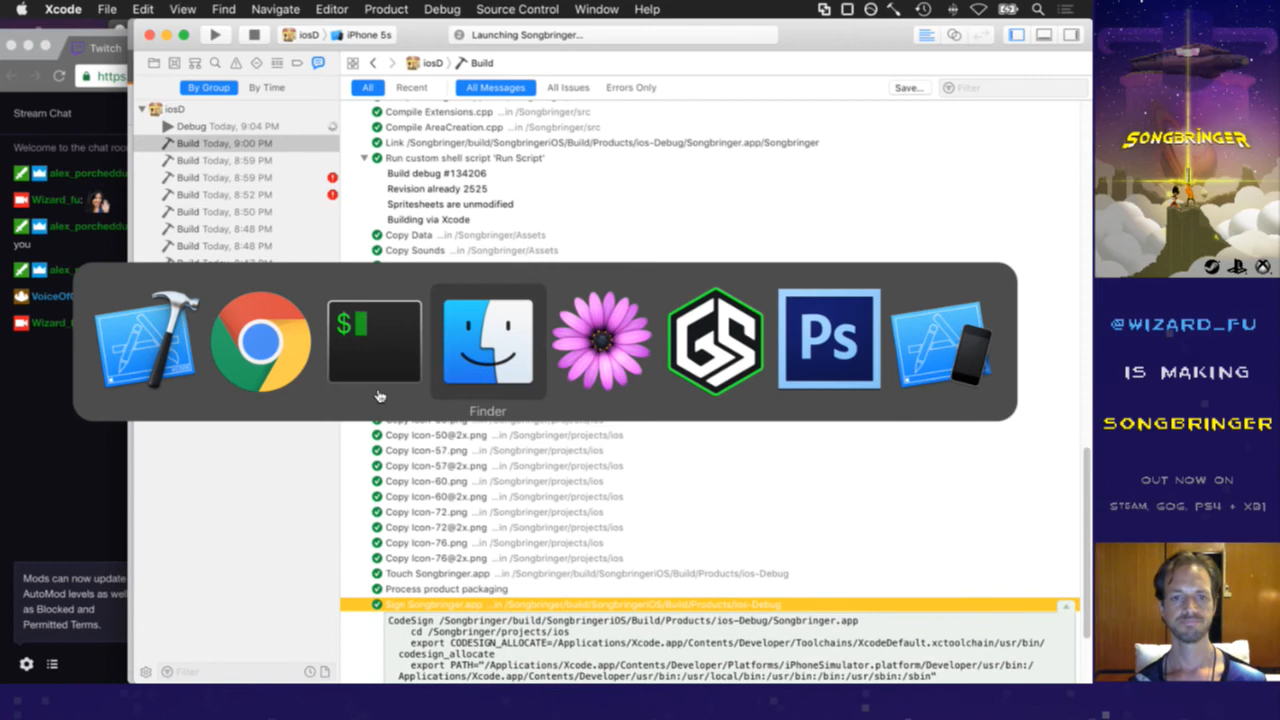 Xcode File Edit View Find Navigate Editor Product Debug Source Control Window Help
Twitch
https
iosD iPhone 5s
Launching Songbringer...
iosD Build
By Group By Time
All Recent All Messages All Issues Errors Only
Save...
Filter
Stream Chat
Welcome to the chat roo
alex_porcheddu
Wizard_fu:
alex_porcheddu
you
Wizard_
iosD
Debug Today, 9:04 PM
Build Today, 9:00 PM
Build Today, 8:59 PM
Build Today, 8:59 PM
Build Today, 8:52 PM
Build Today, 8:50 PM
Build Today, 8:48 PM
Build Today, 8:48 PM
Compile Extensions.cpp ...in /Songbringer/src
Compile AreaCreation.cpp ...in /Songbringer/src
Link /Songbringer/build/SongbringeriOS/Build/Products/ios-Debug/Songbringer.app/Songbringer
Run custom shell script 'Run Script'
Build debug #134206
Revision already 2525
Spritesheets are unmodified
Building via Xcode
Copy Data ...in /Songbringer/Assets
Copy Sounds ...in /Songbringer/Assets
$
GS
Ps
Finder
Copy Icon-50@2x.png ...in /Songbringer/projects/ios
Copy Icon-57.png ...in /Songbringer/projects/ios
Copy Icon-57@2x.png ...in /Songbringer/projects/ios
Copy Icon-60.png ...in /Songbringer/projects/ios
Copy Icon-60@2x.png ...in /Songbringer/projects/ios
Copy Icon-72.png ...in /Songbringer/projects/ios
Copy Icon-72@2x.png ...in /Songbringer/projects/ios
Copy Icon-76.png ...in /Songbringer/projects/ios
Copy Icon-76@2x.png ...in /Songbringer/projects/ios
Touch Songbringer.app ...in /Songbringer/build/SongbringeriOS/Build/Products/ios-Debug
Process product packaging
Sign Songbringer.app ...in /Songbringer/build/SongbringeriOS/Build/Products/ios-Debug
CodeSign /Songbringer/build/SongbringeriOS/Build/Products/ios-Debug/Songbringer.app
cd /Songbringer/projects/ios
export CODESIGN_ALLOCATE=/Applications/Xcode.app/Contents/Developer/Toolchains/XcodeDefault.xctoolchain/usr/bin/
codesign_allocate
export PATH="/Applications/Xcode.app/Contents/Developer/Platforms/iPhoneSimulator.platform/Developer/usr/bin:/
Applications/Xcode.app/Contents/Developer/usr/bin:/usr/local/bin:/usr/bin:/bin:/usr/sbin:/sbin"
Mods can now update
AutoMod levels as well
as Blocked and
Permitted Terms.
Filter
SONGBRINGER
@WIZARD_FU
IS MAKING
SONGBRINGER
OUT NOW ON
STEAM, GOG, PS4 + XB1